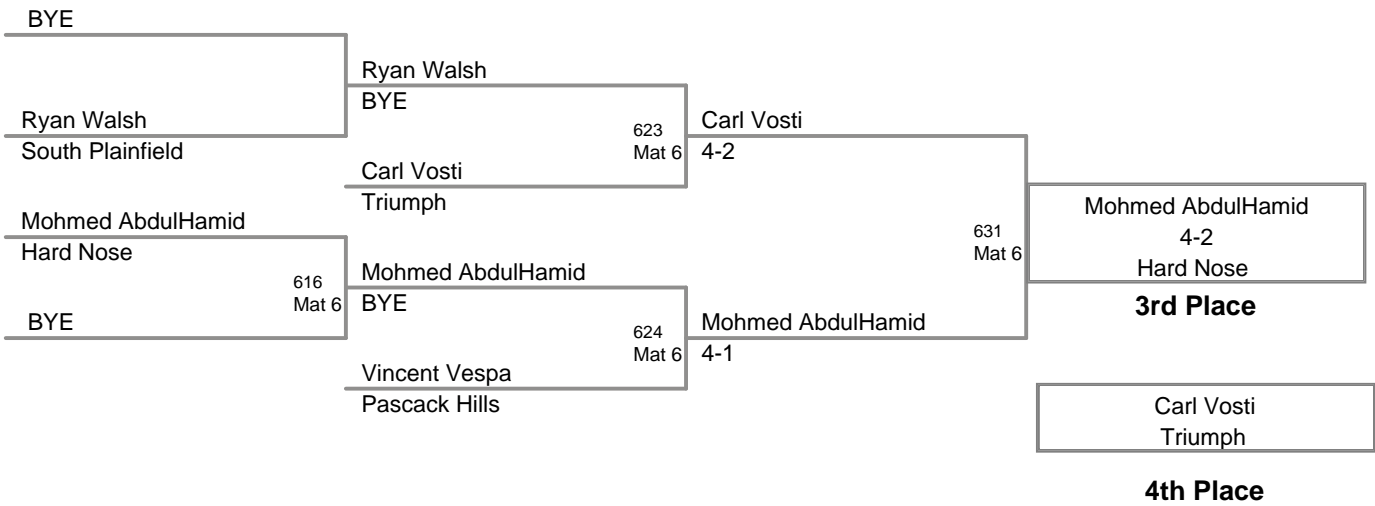 BYE
Ryan Walsh
BYE
Ryan Walsh
South Plainfield
623
Mat 6
Carl Vosti
4-2
Carl Vosti
Triumph
Mohmed AbdulHamid
Hard Nose
631
Mat 6
Mohmed AbdulHamid
4-2
Hard Nose
3rd Place
616
Mat 6
Mohmed AbdulHamid
BYE
BYE
624
Mat 6
Mohmed AbdulHamid
4-1
Vincent Vespa
Pascack Hills
Carl Vosti
Triumph
4th Place